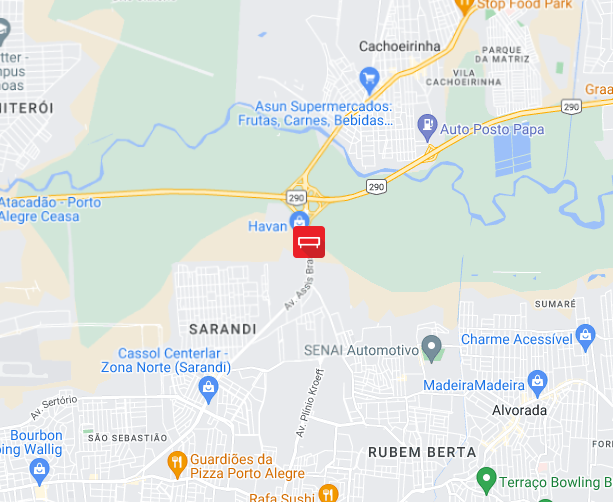 Stop Food Park
Cachoeirinha
PARQUE
DA MATRIZ
VILA
CACHOEIRINHA
Asun Supermercados:
Frutas, Carnes, Bebidas...
290
Graa
Auto Posto Papa
NITERÓI
Atacadão - Porto
Alegre Ceasa
290
290
Havan
Av. Assis Bra
SUMARÉ
SARANDI
SENAI Automotivo
Charme Acessível
Cassol Centerlar -
Zona Norte (Sarandi)
MadeiraMadeira
Av. Sertório
Av. Plínio Kroeff
Alvorada
SÃO SEBASTIÃO
Bourbon
Wallig
Guardiões da
Pizza Porto Alegre
RUBEM BERTA
Terraço Bowling B
Rafa Sushi